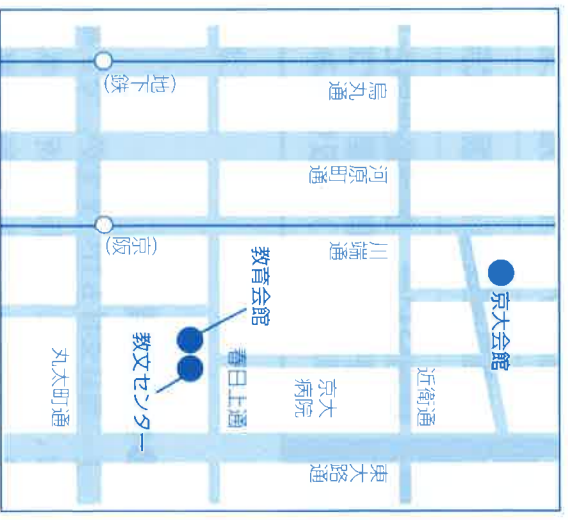 (地下鉄)
烏丸通
河原町通
(京阪)
川端通
教育会館
京大会館
教文センター
丸太町通
春日上通
京大
病院
近衛通
東大路
通